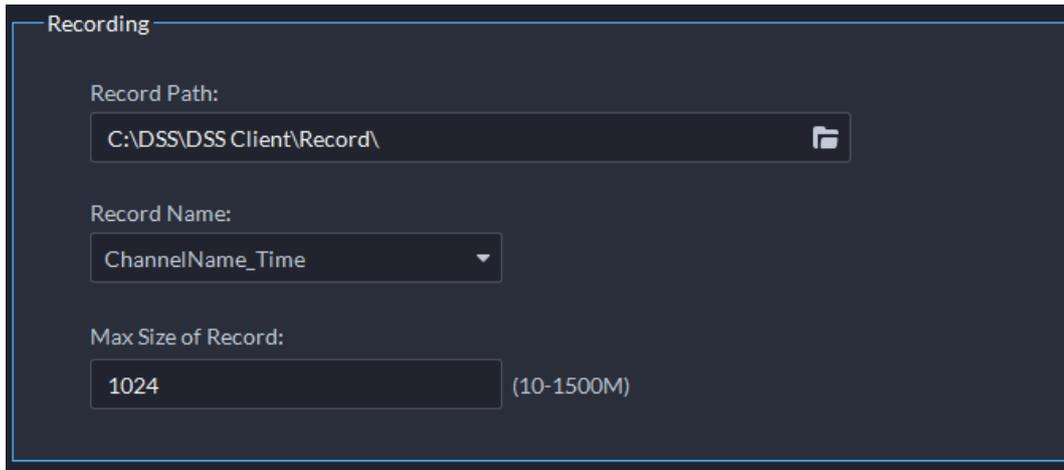 Recording
Record Path:
C:\DSS\DSS Client\Record\
Record Name:
ChannelName_Time
Max Size of Record:
1024 (10-1500M)